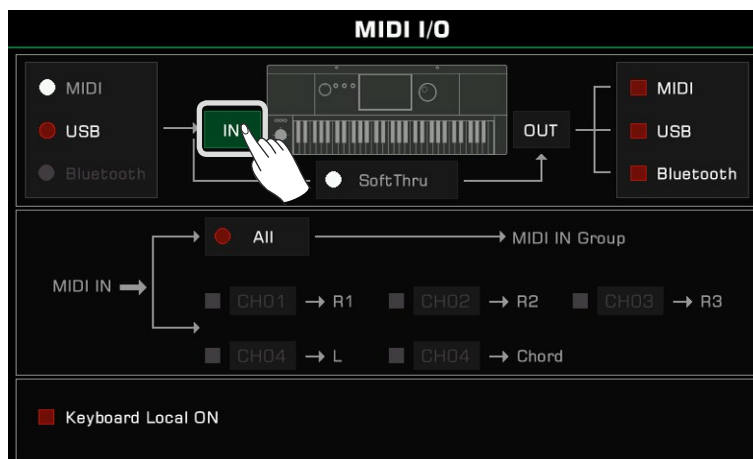 MIDI I/O
MIDI
USB
Bluetooth
IN
SoftThru
OUT
MIDI
USB
Bluetooth
MIDI IN
All
MIDI IN Group
CH01 R1 CH02 R2 CH03 R3
CH04 L CH04 Chord
Keyboard Local ON